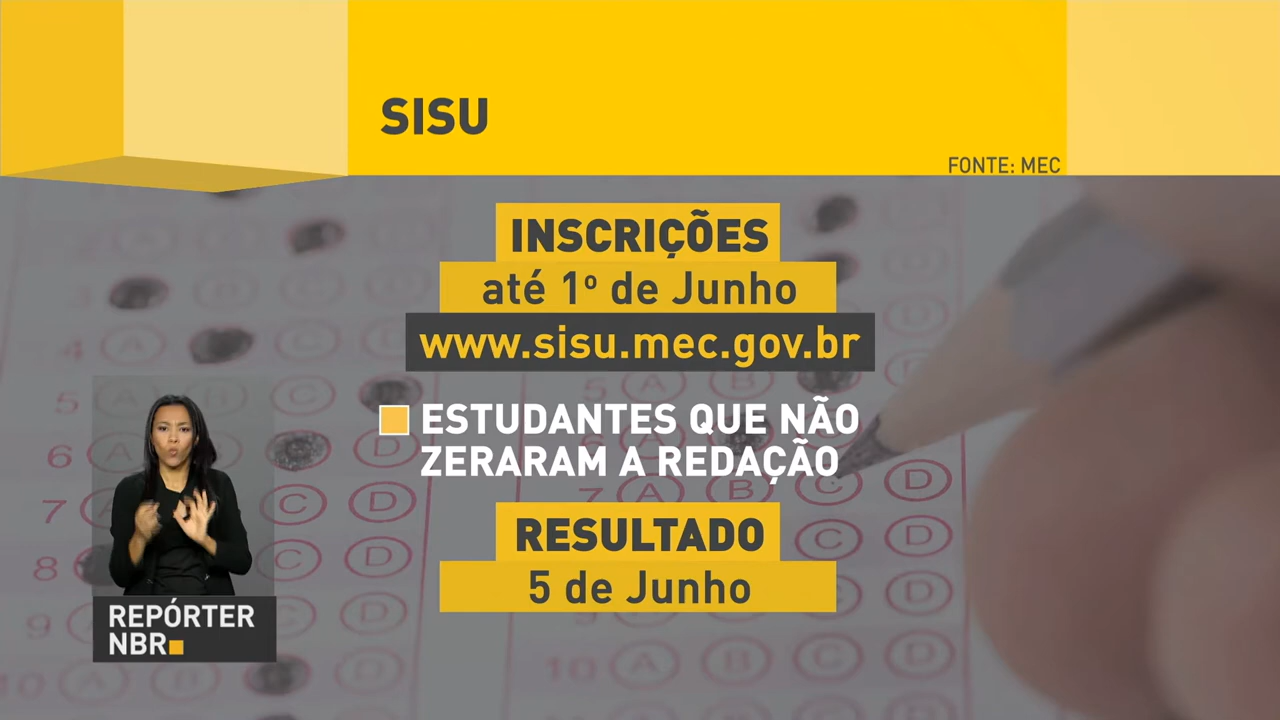 SISU
FONTE: MEC
INSCRIÇÕES
até 1º de Junho
www.sisu.mec.gov.br
ESTUDANTES QUE NÃO
ZERARAM A REDAÇÃO
RESULTADO
5 de Junho
REPÓRTER
NBR